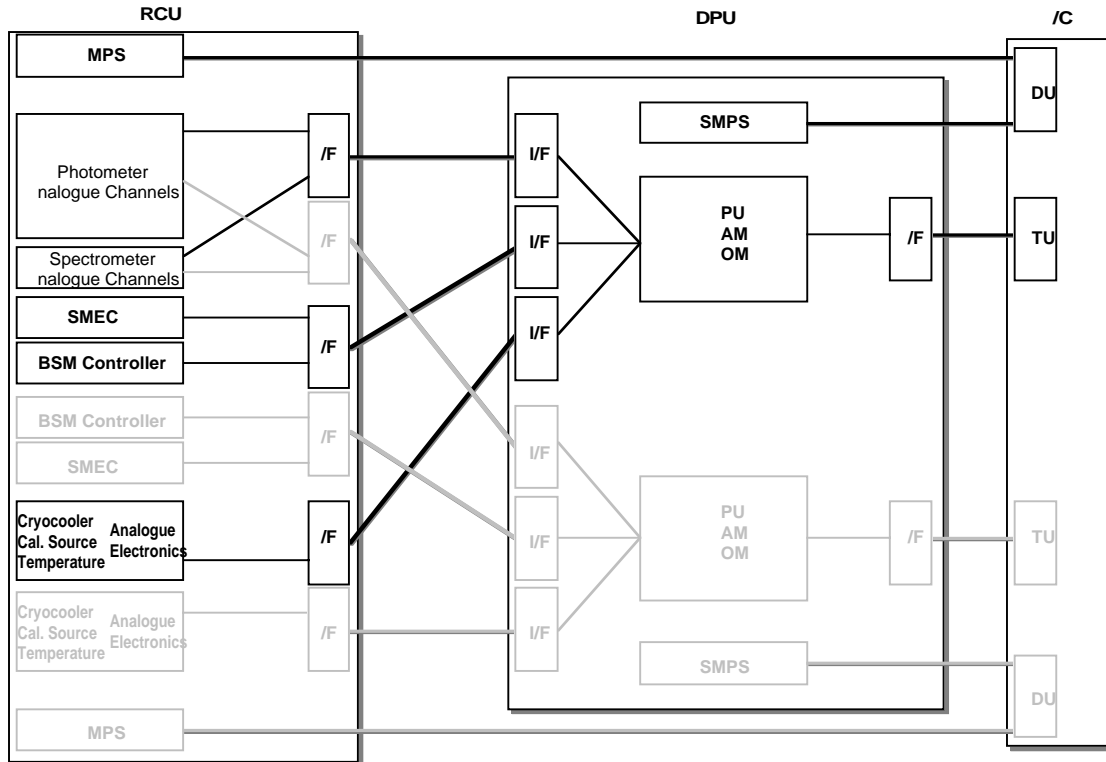 RCU
DPU
/C
MPS
DU
SMPS
Photometer
nalogue Channels
/F
I/F
PU
AM
OM
/F
TU
I/F
/F
Spectrometer
nalogue Channels
SMEC
/F
I/F
BSM Controller
BSM Controller
/F
I/F
SMEC
Cryocooler Analogue
Cal. Source Electronics
Temperature
/F
I/F
PU
AM
OM
/F
TU
Cryocooler Analogue
Cal. Source Electronics
Temperature
/F
I/F
SMPS
DU
MPS